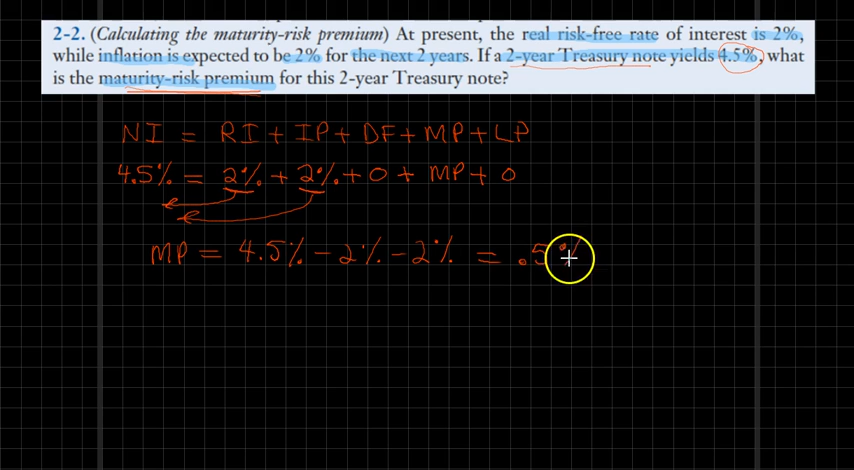 2-2. (Calculating the maturity-risk premium) At present, the real risk-free rate of interest is 2%,
while inflation is expected to be 2% for the next 2 years. If a 2-year Treasury note yields 4.5%, what
is the maturity-risk premium for this 2-year Treasury note?
NI = RI + IP + DF + MP + LP
4.5% = 2% + 2% + 0 + MP + 0
MP = 4.5% - 2% - 2% = .5%